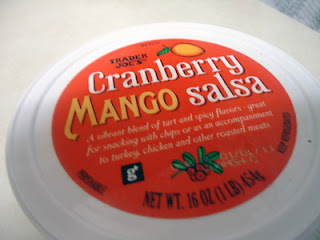 TRADER JOE'S
Cranberry
MANGO salsa
A vibrant blend of tart and spicy flavors - great
for snacking with chips or as an accompaniment
to turkey, chicken and other roasted meats
g
NET WT. 16 OZ (1 LB) 454g